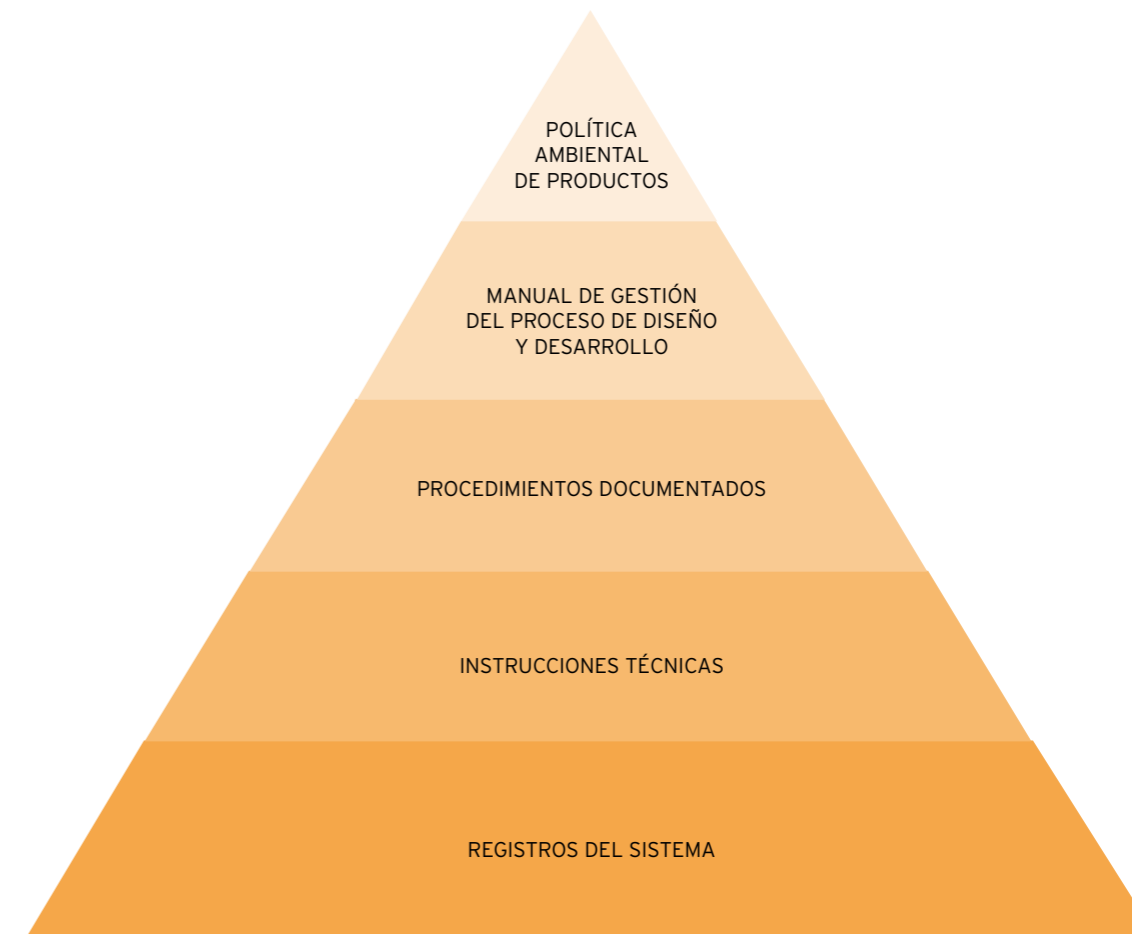 POLÍTICA
AMBIENTAL
DE PRODUCTOS
MANUAL DE GESTIÓN
DEL PROCESO DE DISEÑO
Y DESARROLLO
PROCEDIMIENTOS DOCUMENTADOS
INSTRUCCIONES TÉCNICAS
REGISTROS DEL SISTEMA